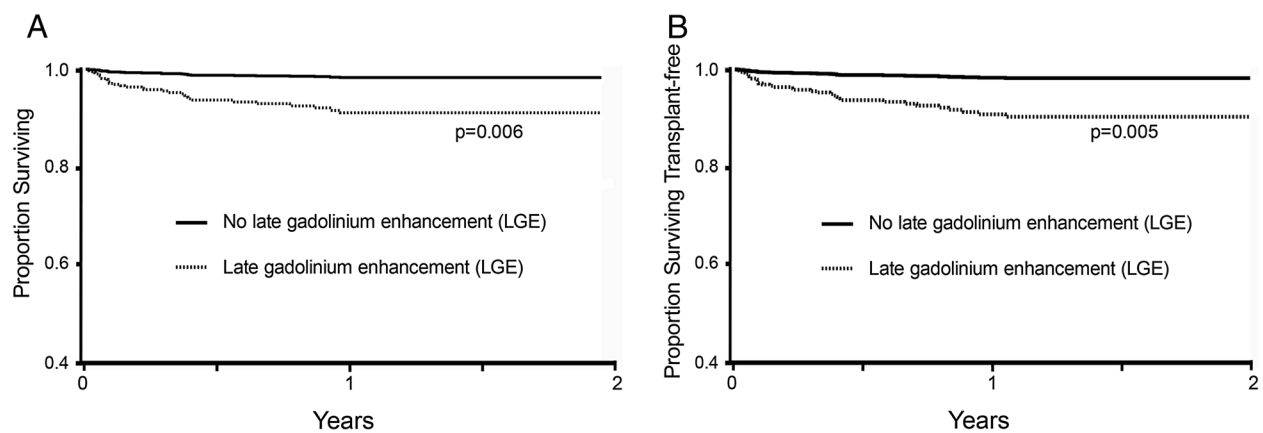 A
Proportion Surviving
1.0
0.8
0.6
0.4
p=0.006
No late gadolinium enhancement (LGE)
Late gadolinium enhancement (LGE)
0
1
2
Years
B
Proportion Surviving Transplant-free
1.0
0.8
0.6
0.4
p=0.005
No late gadolinium enhancement (LGE)
Late gadolinium enhancement (LGE)
0
1
2
Years